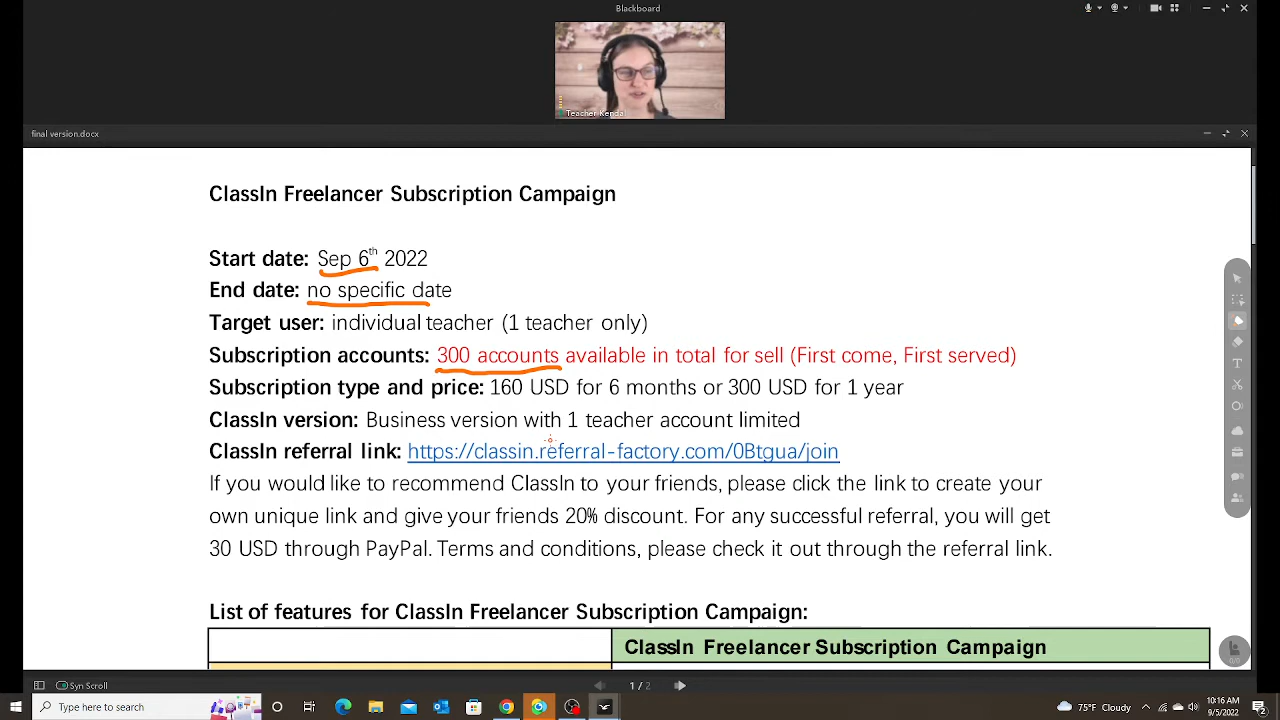 Blackboard
Teacher Kendal
final version.docx
ClassIn Freelancer Subscription Campaign
Start date: Sep 6th 2022
End date: no specific date
Target user: individual teacher (1 teacher only)
Subscription accounts: 300 accounts available in total for sell (First come, First served)
Subscription type and price: 160 USD for 6 months or 300 USD for 1 year
ClassIn version: Business version with 1 teacher account limited
ClassIn referral link: https://classin.referral-factory.com/0Btgua/join
If you would like to recommend ClassIn to your friends, please click the link to create your
own unique link and give your friends 20% discount. For any successful referral, you will get
30 USD through PayPal. Terms and conditions, please check it out through the referral link.
List of features for ClassIn Freelancer Subscription Campaign:
ClassIn Freelancer Subscription Campaign
0/0
Syn Scroll
1 / 2
Type here to search
75°F Cloudy
10:16 AM
9/5/2022